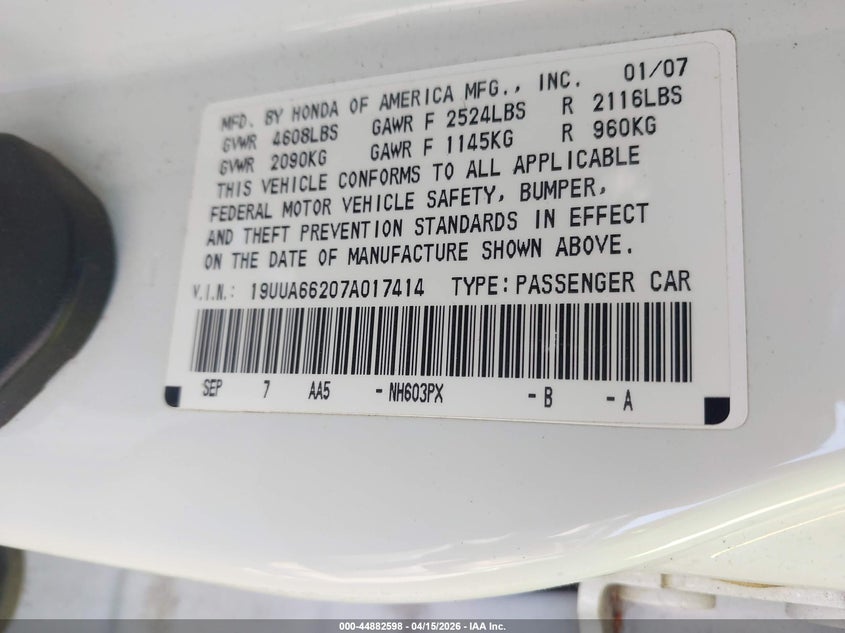 MFD. BY HONDA OF AMERICA MFG., INC. 01/07
GVWR 4608LBS GAWR F 2524LBS R 2116LBS
GVWR 2090KG GAWR F 1145KG R 960KG
THIS VEHICLE CONFORMS TO ALL APPLICABLE
FEDERAL MOTOR VEHICLE SAFETY, BUMPER,
AND THEFT PREVENTION STANDARDS IN EFFECT
ON THE DATE OF MANUFACTURE SHOWN ABOVE.
V.I.N.: 19UUA66207A017414 TYPE: PASSENGER CAR
SEP 7 AA5 - NH603PX - B - A
000-44882598 - 04/15/2026 - IAA Inc.